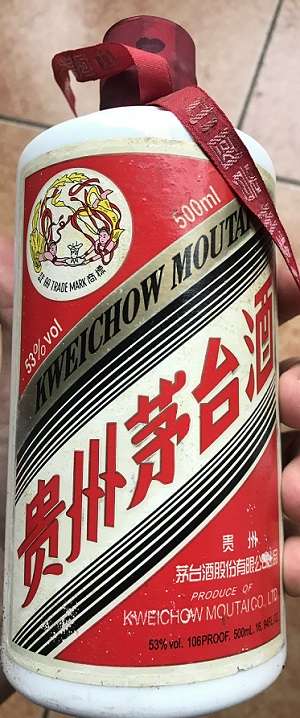 注册 TRADE MARK 商标
500ml
53% vol
KWEICHOW MOUTAI
贵州茅台酒
贵州
茅台酒股份有限公司出品
PRODUCE OF
KWEICHOW MOUTAI CO., LTD.
53% vol. 106PROOF, 500mL,